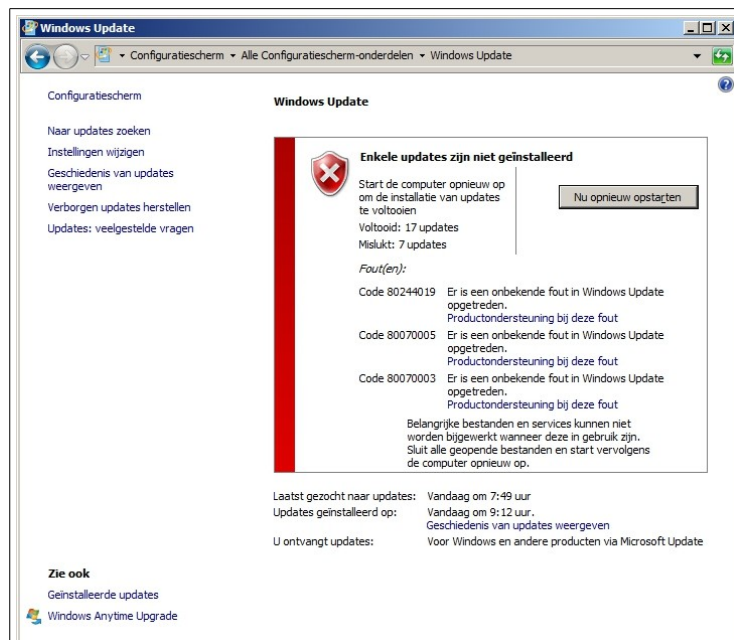 Windows Update
Configuratiescherm ▾ Alle Configuratiescherm-onderdelen ▾ Windows Update
Configuratiescherm
Naar updates zoeken
Instellingen wijzigen
Geschiedenis van updates
weergeven
Verborgen updates herstellen
Updates: veelgestelde vragen
Windows Update
Enkele updates zijn niet geïnstalleerd
Start de computer opnieuw op
om de installatie van updates
te voltooien
Nu opnieuw opstarten
Voltooid: 17 updates
Mislukt: 7 updates
Fout(en):
Code 80244019 Er is een onbekende fout in Windows Update
opgetreden.
Productondersteuning bij deze fout
Code 80070005 Er is een onbekende fout in Windows Update
opgetreden.
Productondersteuning bij deze fout
Code 80070003 Er is een onbekende fout in Windows Update
opgetreden.
Productondersteuning bij deze fout
Belangrijke bestanden en services kunnen niet
worden bijgewerkt wanneer deze in gebruik zijn.
Sluit alle geopende bestanden en start vervolgens
de computer opnieuw op.
Laatst gezocht naar updates: Vandaag om 7:49 uur
Updates geïnstalleerd op: Vandaag om 9:12 uur.
Geschiedenis van updates weergeven
U ontvangt updates: Voor Windows en andere producten via Microsoft Update
Zie ook
Geïnstalleerde updates
Windows Anytime Upgrade